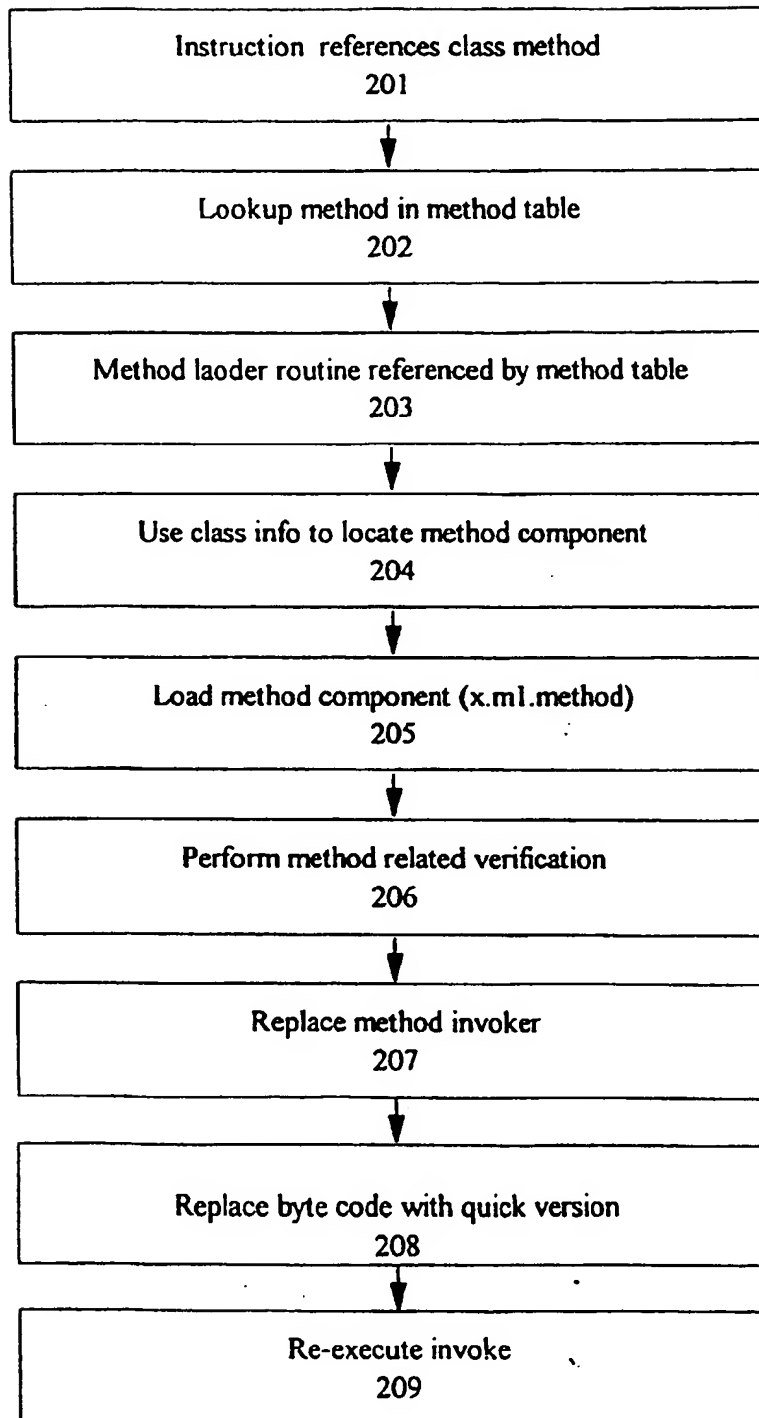 Instruction references class method
201
Lookup method in method table
202
Method laoder routine referenced by method table
203
Use class info to locate method component
204
Load method component (x.m1.method)
205
Perform method related verification
206
Replace method invoker
207
Replace byte code with quick version
208
Re-execute invoke
209